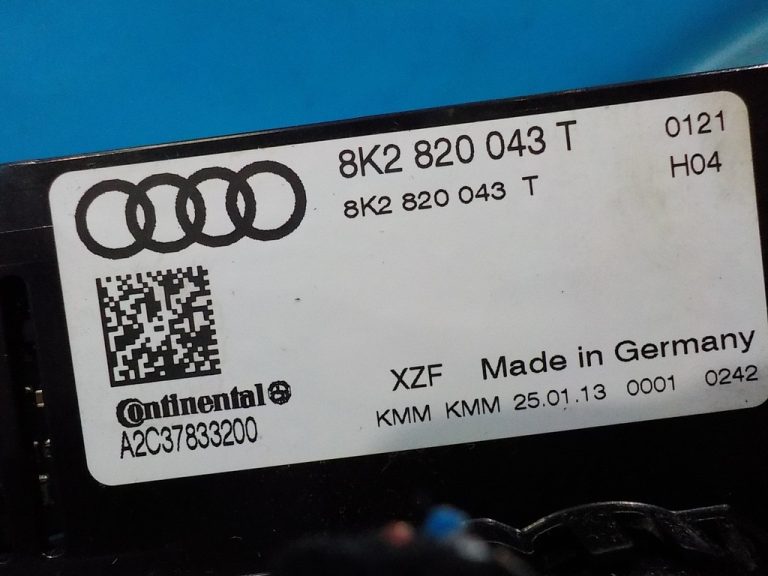 8K2 820 043 T 0121
8K2 820 043 T H04
Continental
A2C37833200
XZF Made in Germany
KMM KMM 25.01.13 0001 0242